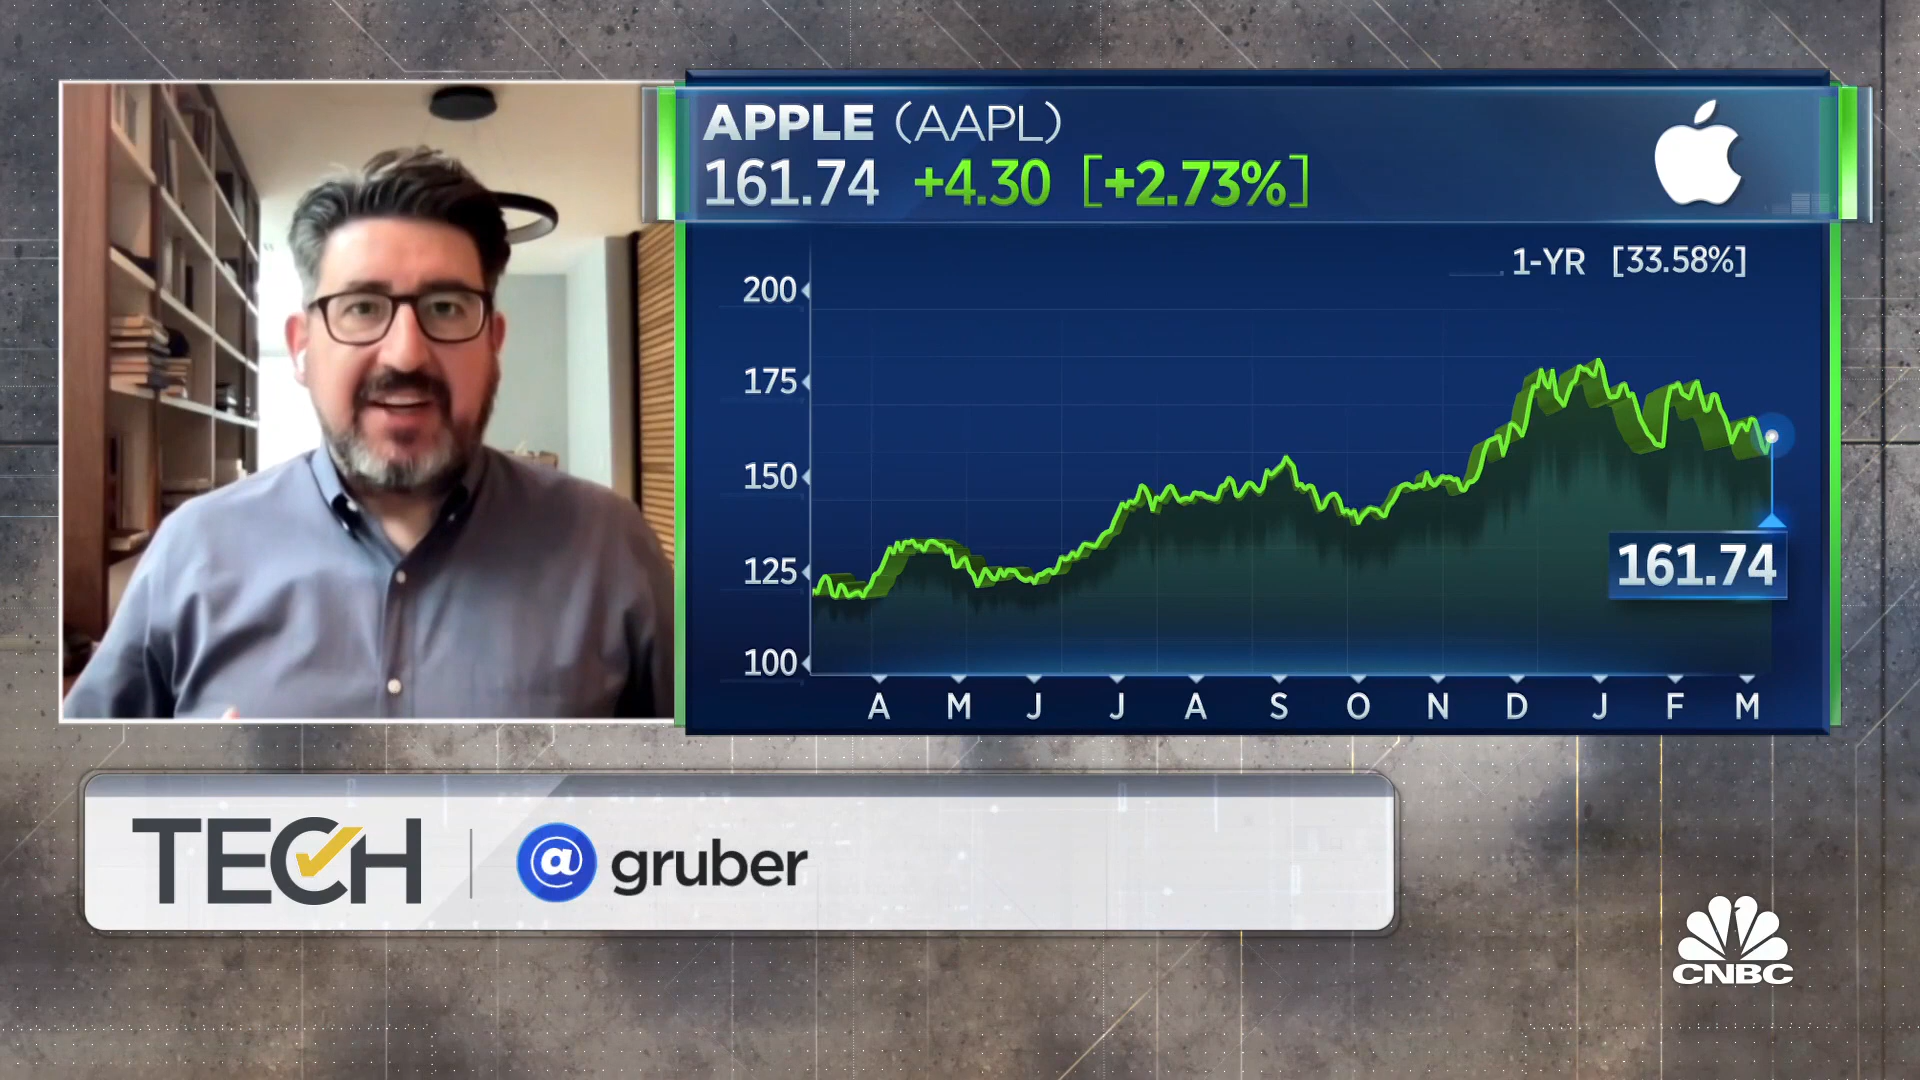 APPLE (AAPL)
161.74 +4.30 [+2.73%]
1-YR [33.58%]
200
175
150
125
100
161.74
A M J J A S O N D J F M
TECH @gruber
CNBC